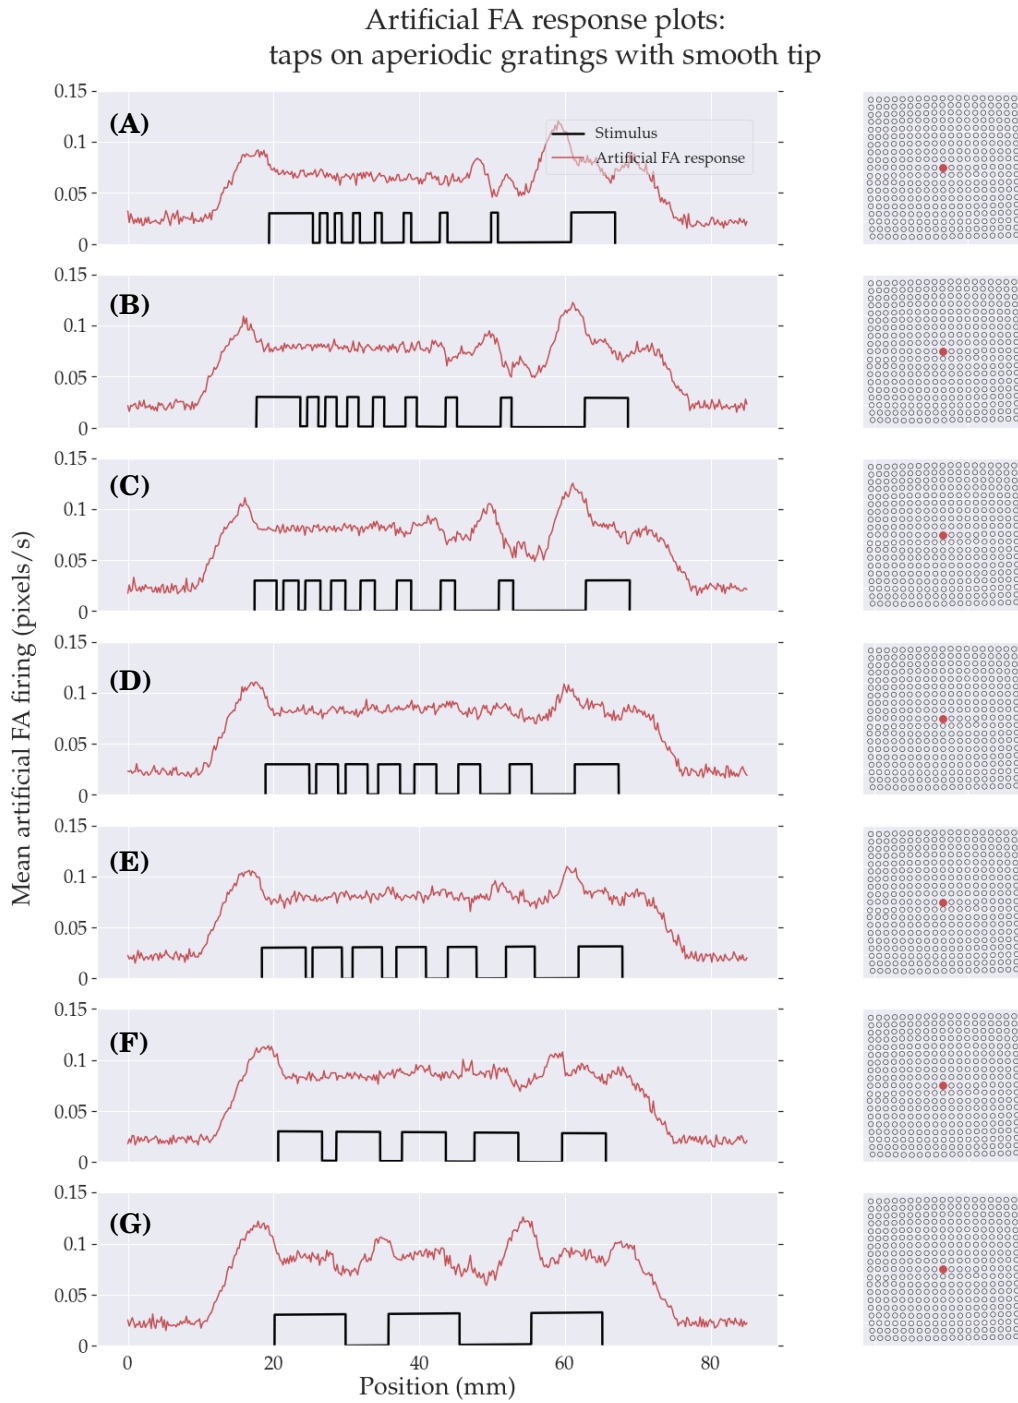 Artificial FA response plots:
taps on aperiodic gratings with smooth tip
Mean artificial FA firing (pixels/s)
(A)
0.15
0.1
0.05
0
Stimulus
Artificial FA response
(B)
0.15
0.1
0.05
0
(C)
0.15
0.1
0.05
0
(D)
0.15
0.1
0.05
0
(E)
0.15
0.1
0.05
0
(F)
0.15
0.1
0.05
0
(G)
0.15
0.1
0.05
0
0 20 40 60 80
Position (mm)